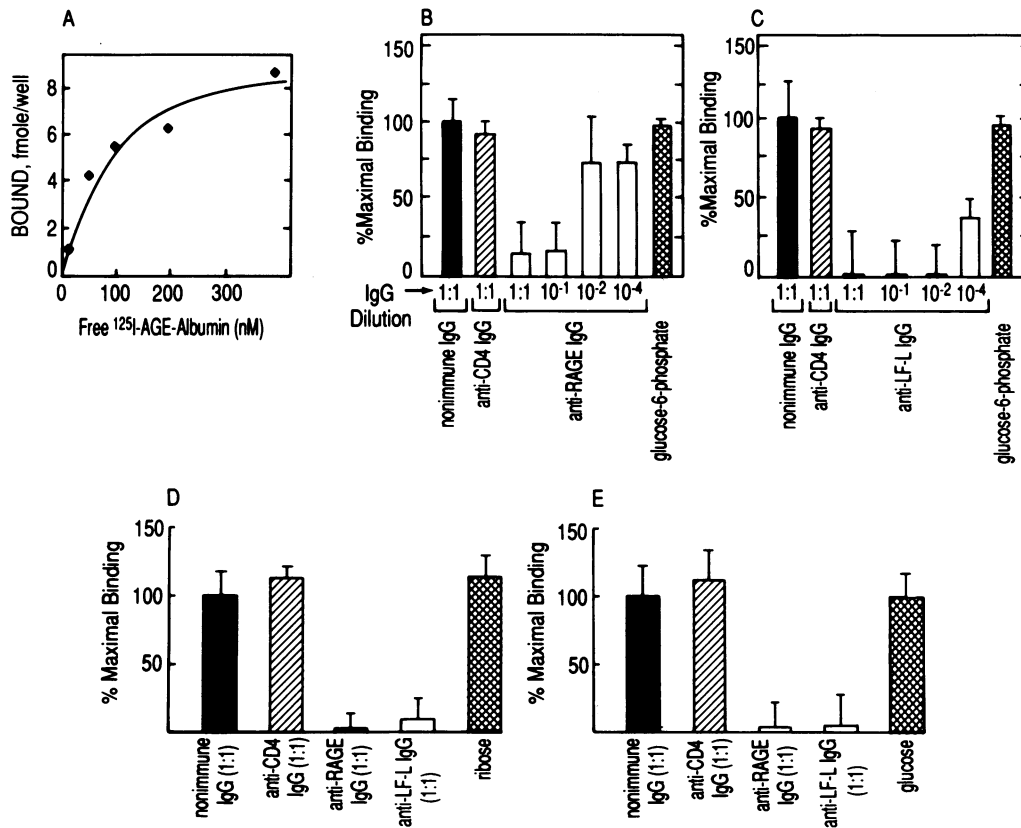 A
BOUND, fmole/well
8
6
4
2
0
0 100 200 300
Free 125I-AGE-Albumin (nM)
B
%Maximal Binding
150
100
50
0
IgG → 1:1 1:1 1:1 10-1 10-2 10-4
Dilution
nonimmune IgG
anti-CD4 IgG
anti-RAGE IgG
glucose-6-phosphate
C
%Maximal Binding
150
100
50
0
1:1 1:1 1:1 10-1 10-2 10-4
nonimmune IgG
anti-CD4 IgG
anti-LF-L IgG
glucose-6-phosphate
D
% Maximal Binding
150
100
50
nonimmune
IgG (1:1)
anti-CD4
IgG (1:1)
anti-RAGE
IgG (1:1)
anti-LF-L IgG
(1:1)
ribose
E
% Maximal Binding
150
100
50
nonimmune
IgG (1:1)
anti-CD4
IgG (1:1)
anti-RAGE
IgG (1:1)
anti-LF-L IgG
(1:1)
glucose